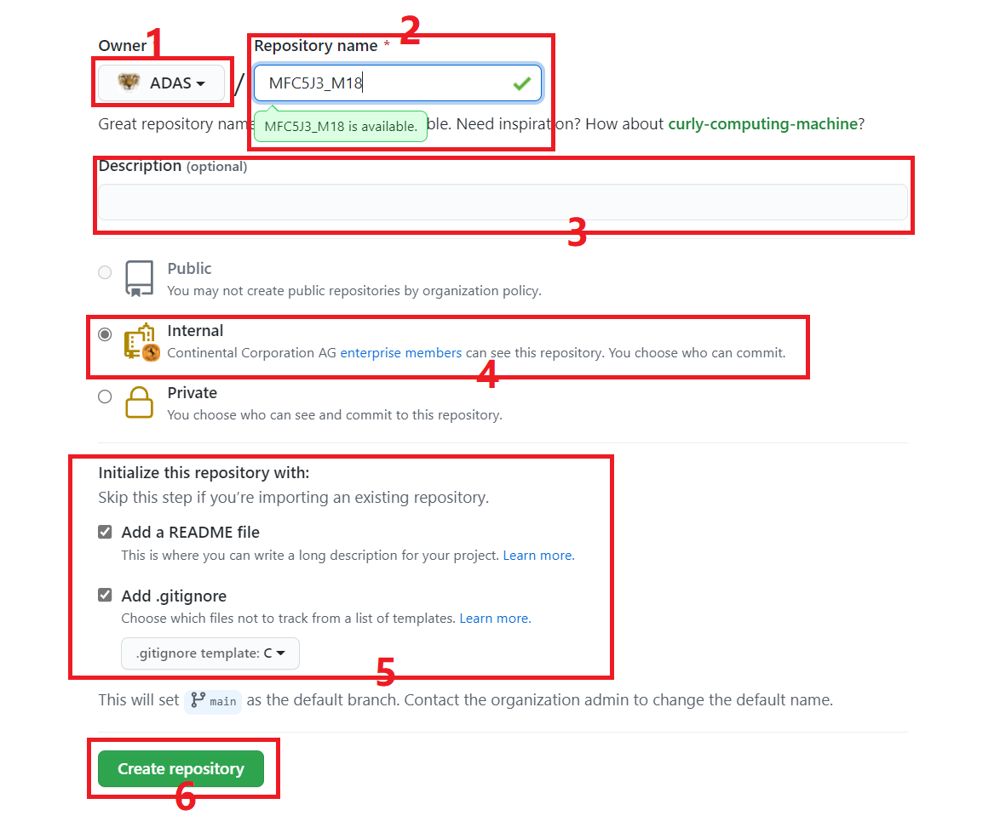 1
2
Owner
Repository name *
ADAS
/
MFC5J3_M18
Great repository name
ble. Need inspiration? How about curly-computing-machine?
MFC5J3_M18 is available.
Description (optional)
3
Public
You may not create public repositories by organization policy.
Internal
Continental Corporation AG enterprise members can see this repository. You choose who can commit.
4
Private
You choose who can see and commit to this repository.
Initialize this repository with:
Skip this step if you’re importing an existing repository.
Add a README file
This is where you can write a long description for your project. Learn more.
Add .gitignore
Choose which files not to track from a list of templates. Learn more.
.gitignore template: C
5
This will set main as the default branch. Contact the organization admin to change the default name.
Create repository
6